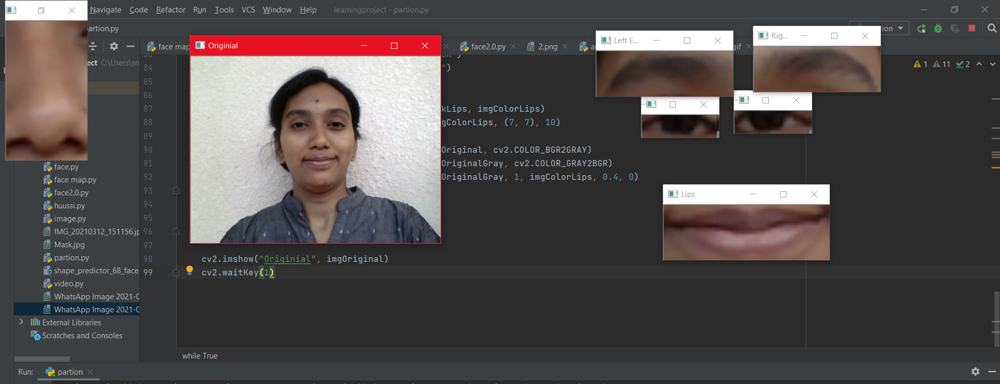 Navigate Code Refactor Run Tools VCS Window Help learningproject - partion.py
partion.py
Originial
Left E...
Rig...
face map
face2.0.py
2.png
gif
C:\Users\sri
1 11 2
84 ")
85
86
87 kLips, imgColorLips)
88 gColorLips, (7, 7), 10)
89
90 Original, cv2.COLOR_BGR2GRAY)
91 OriginalGray, cv2.COLOR_GRAY2BGR)
92 OriginalGray, 1, imgColorLips, 0.4, 0)
93
94
95
96
97
98 cv2.imshow("Originial", imgOriginal)
99 cv2.waitKey(1)
Lips
face.py
face map.py
face2.0.py
huussi.py
image.py
IMG_20210312_151156.jp
Mask.jpg
partion.py
shape_predictor_68_face_
video.py
WhatsApp Image 2021-0
WhatsApp Image 2021-0
External Libraries
Scratches and Consoles
while True
Run: partion